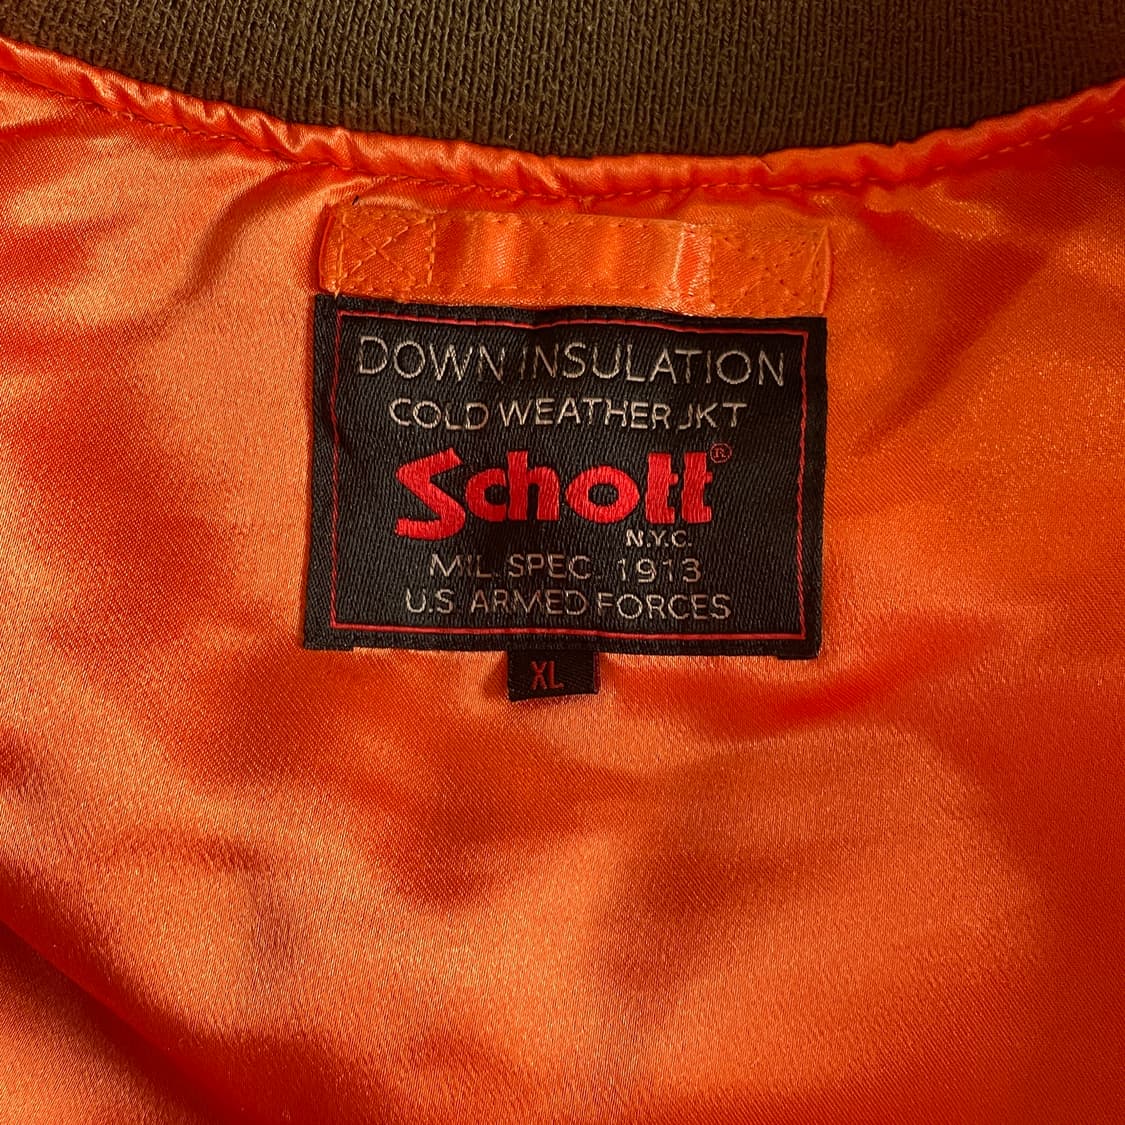 DOWN INSULATION
COLD WEATHER JKT
Schott®
N.Y.C.
MIL. SPEC. 1913
U.S ARMED FORCES
XL